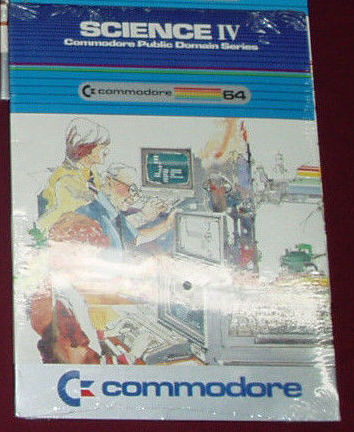 SCIENCE IV
Commodore Public Domain Series
commodore 64
commodore